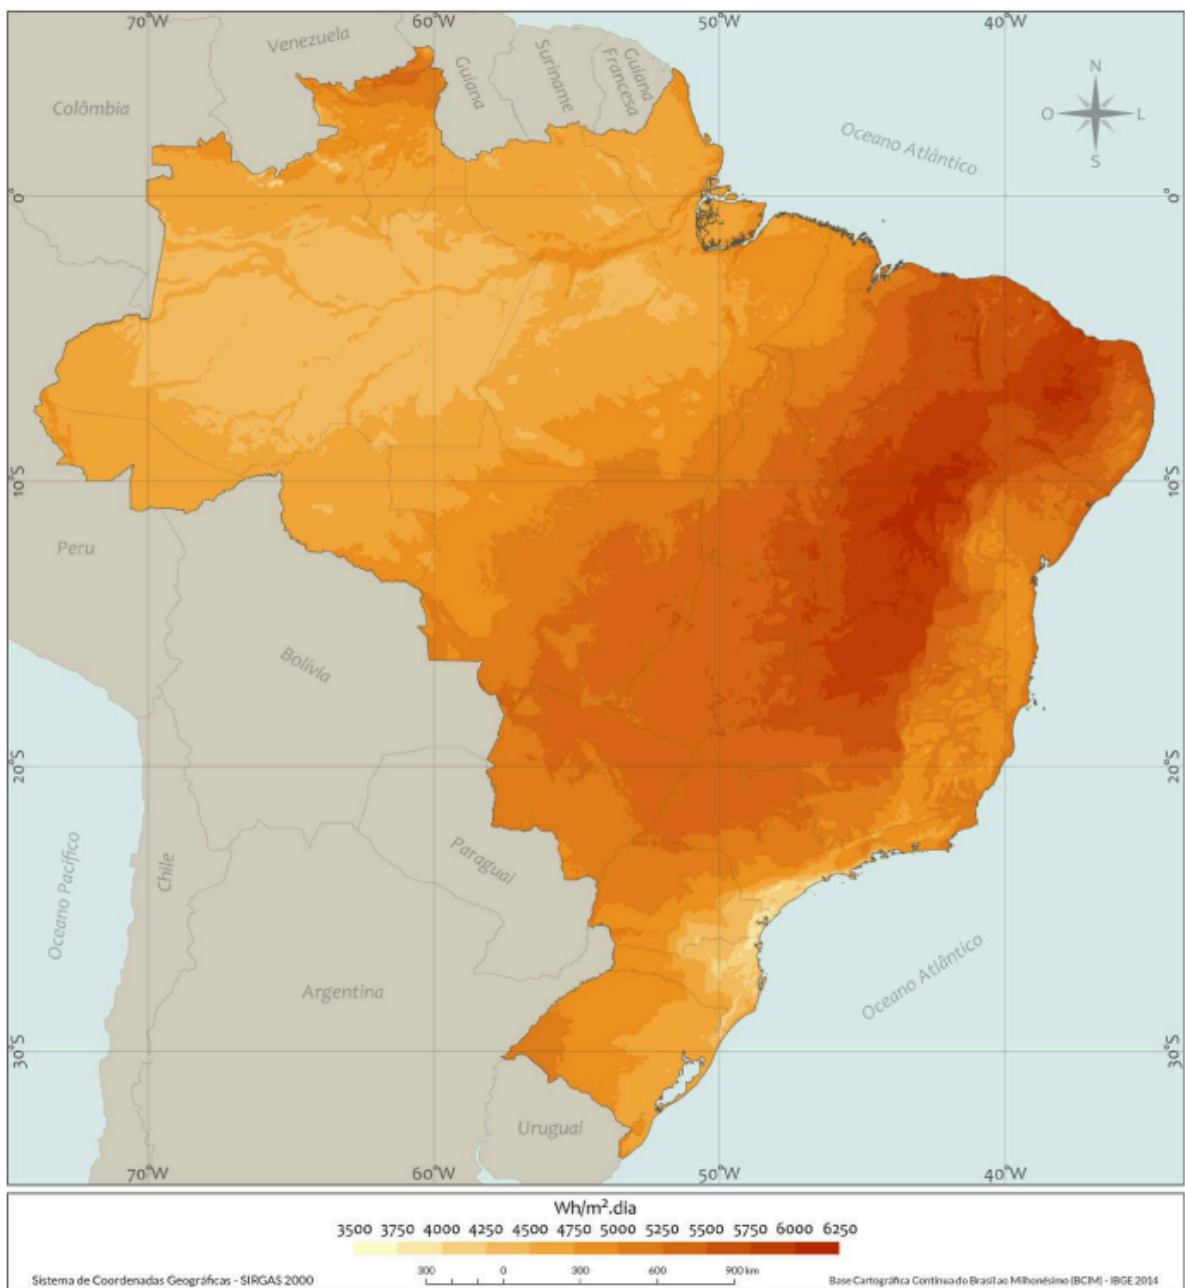 70°W 60°W 50°W 40°W
Venezuela
Colômbia
Guiana
Suriname
Guiana
Francesa
N
O L
S
Oceano Atlântico
0° 0°
10°S 10°S
Peru
Bolívia
20°S 20°S
Oceano Pacífico
Chile
Paraguai
Oceano Atlântico
Argentina
30°S 30°S
Uruguai
70°W 60°W 50°W 40°W
Wh/m².dia
3500 3750 4000 4250 4500 4750 5000 5250 5500 5750 6000 6250
300 0 300 600 900 km
Sistema de Coordenadas Geográficas - SIRGAS 2000
Base Cartográfica Contínua do Brasil ao Milhonésimo (BCIM) - IBGE 2014